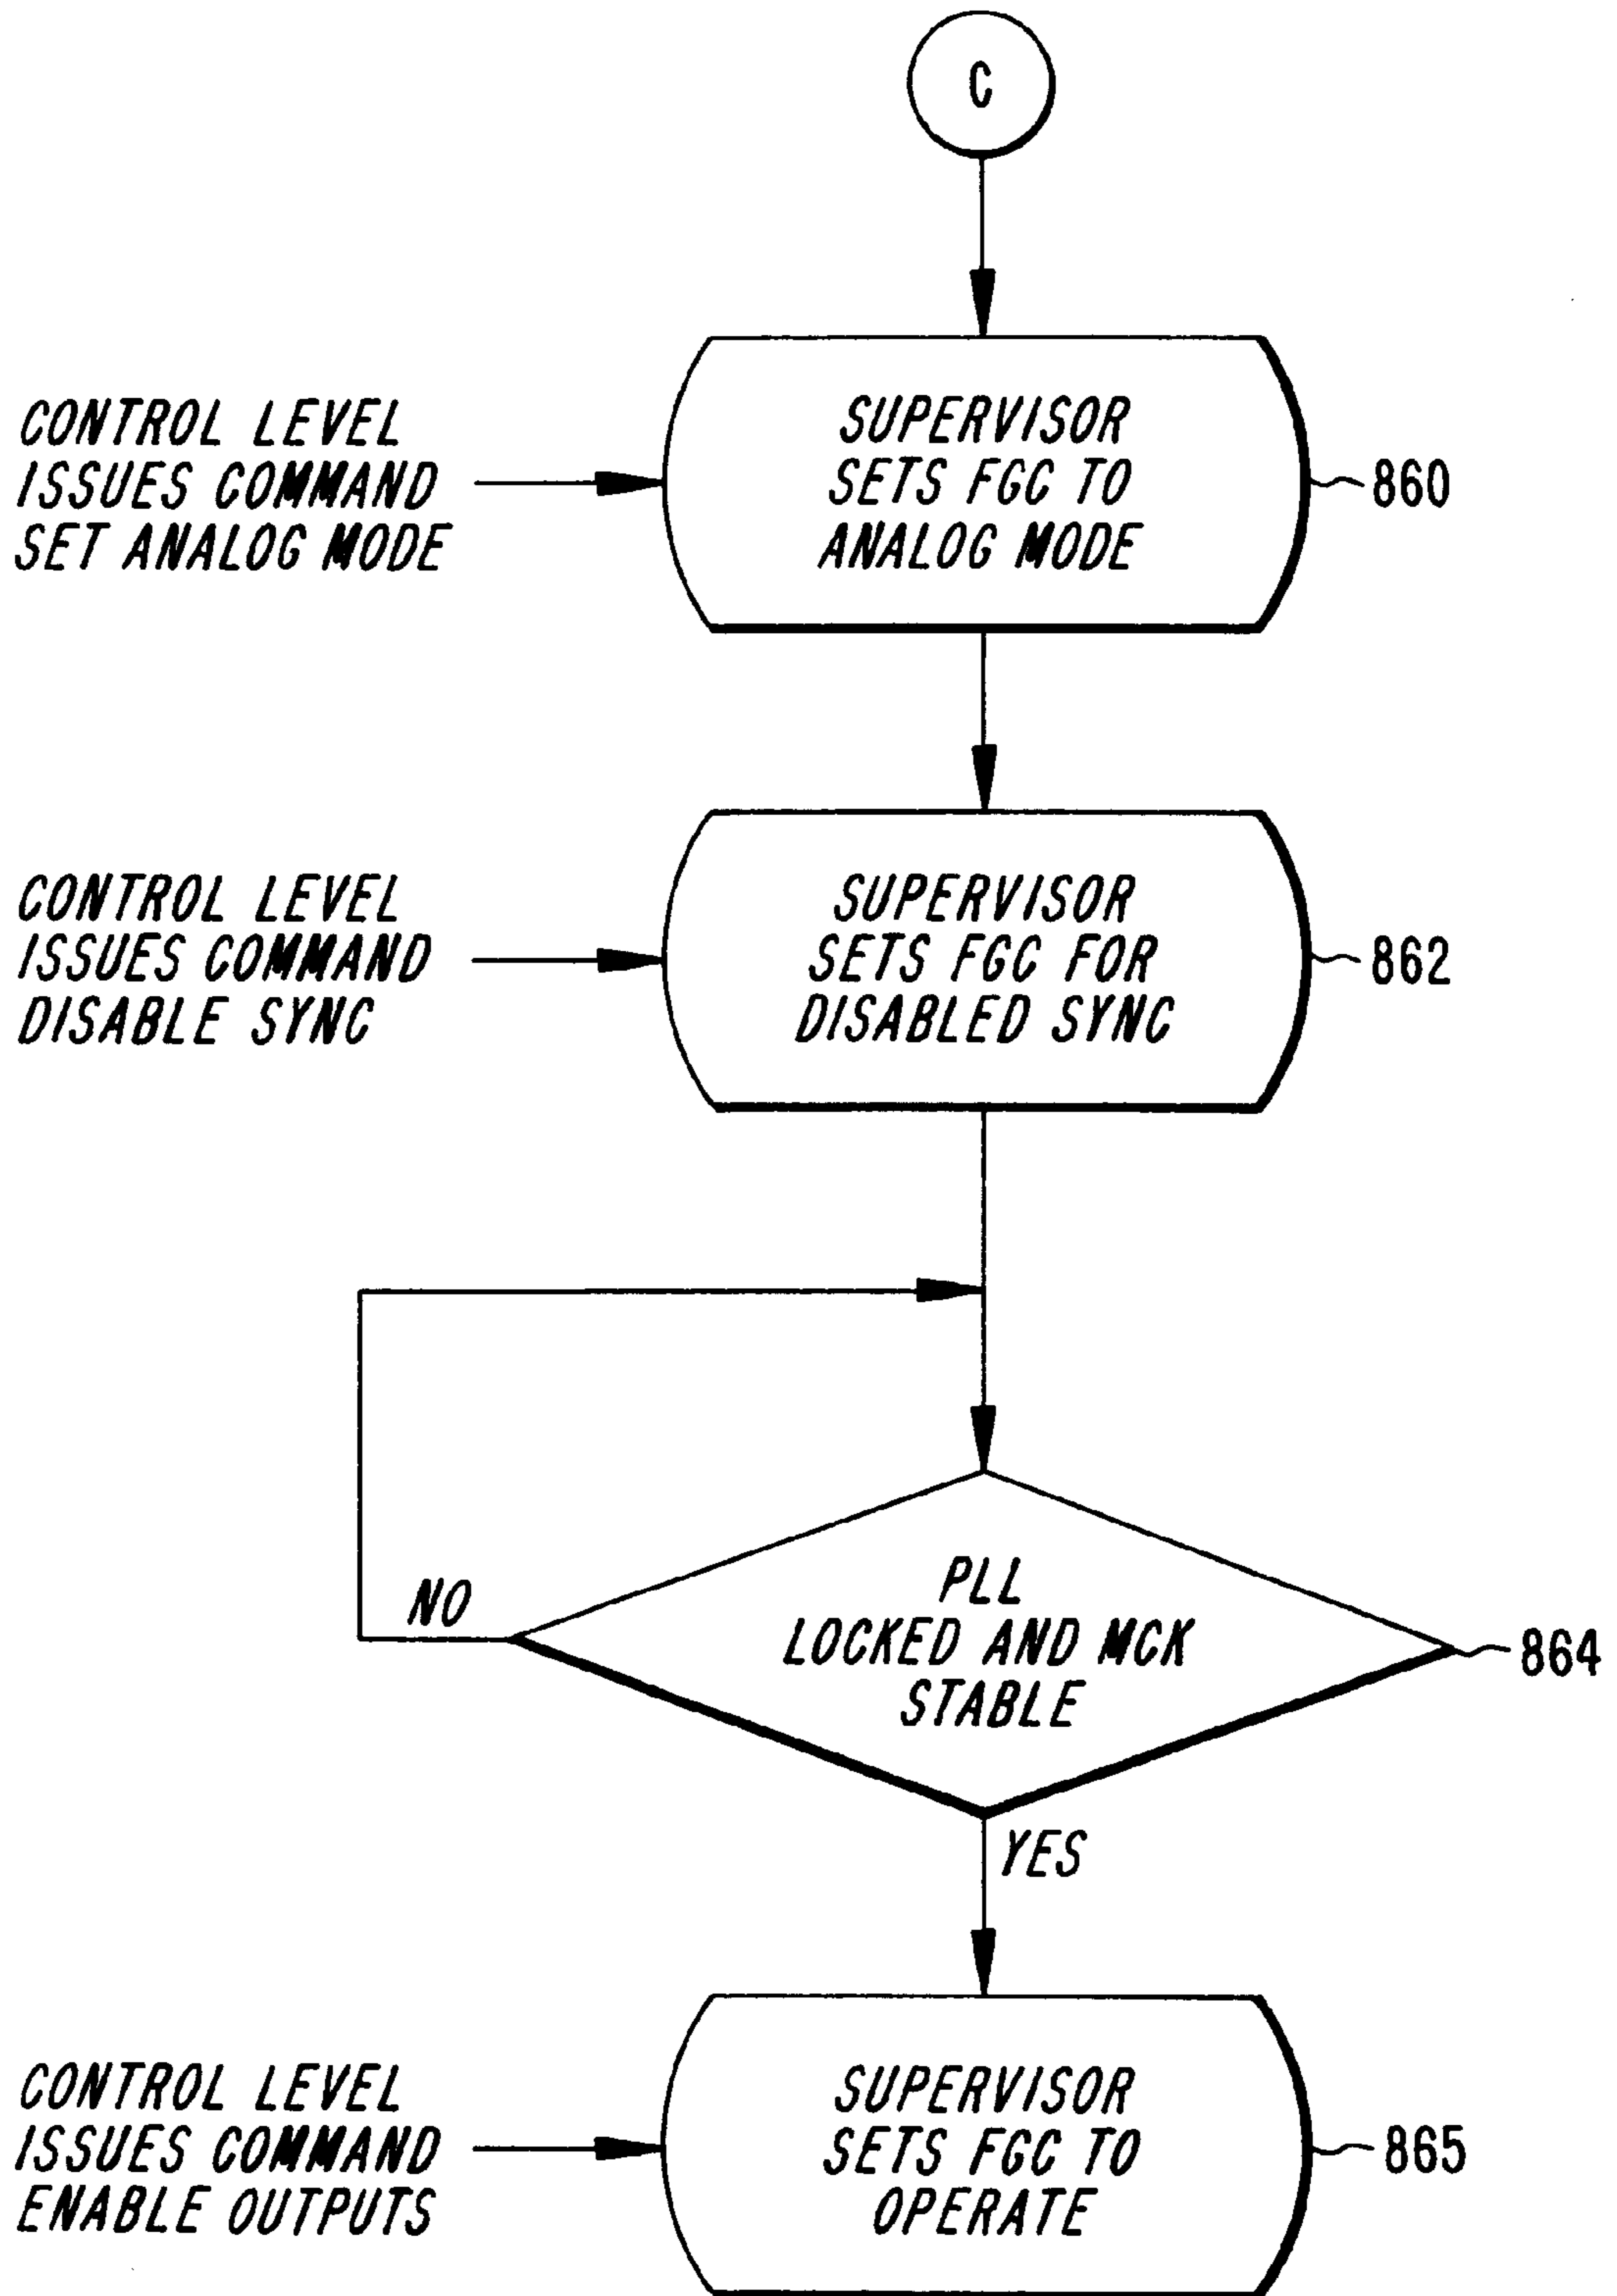 C
CONTROL LEVEL
ISSUES COMMAND
SET ANALOG MODE
SUPERVISOR
SETS FGC TO
ANALOG MODE
860
CONTROL LEVEL
ISSUES COMMAND
DISABLE SYNC
SUPERVISOR
SETS FGC FOR
DISABLED SYNC
862
NO
PLL
LOCKED AND MCK
STABLE
864
YES
CONTROL LEVEL
ISSUES COMMAND
ENABLE OUTPUTS
SUPERVISOR
SETS FGC TO
OPERATE
865